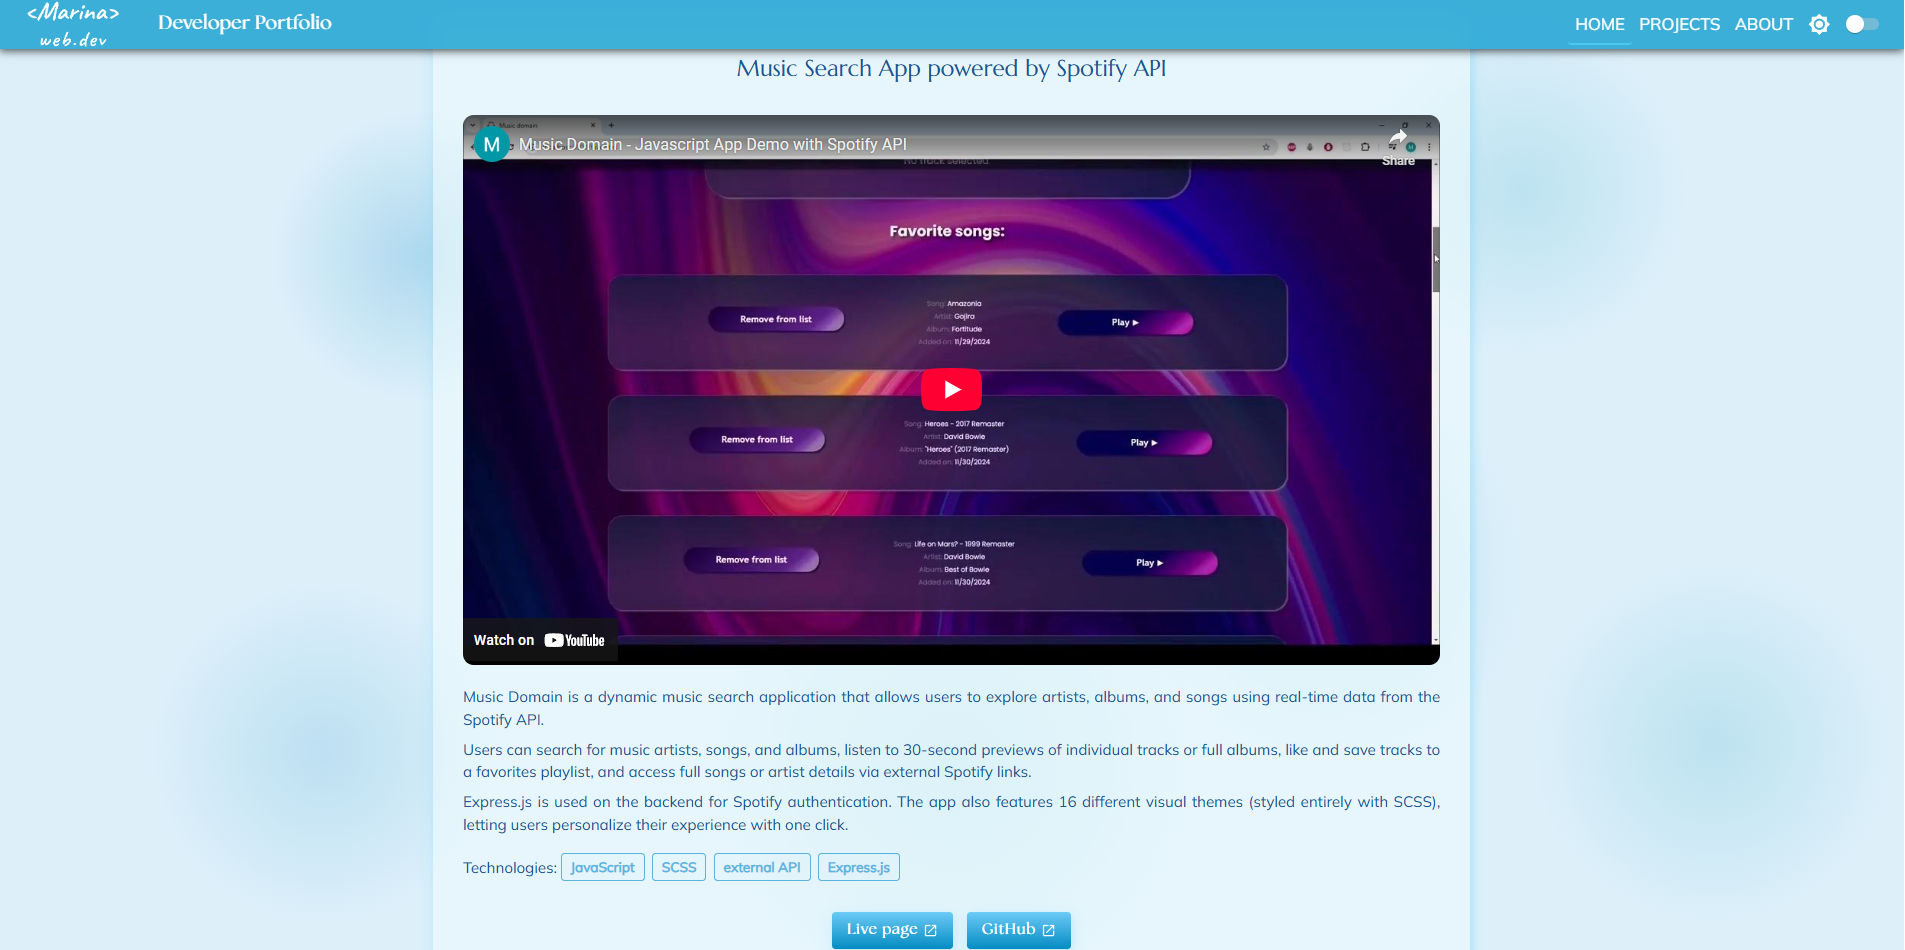 <Marina>
web.dev
Developer Portfolio
HOME PROJECTS ABOUT
Music Search App powered by Spotify API
Music domain
M Music Domain - Javascript App Demo with Spotify API
Share
No track selected.
Favorite songs:
Remove from list
Song: Amazonia
Artist: Gojira
Album: Fortitude
Added on: 11/29/2024
Play ▶
Remove from list
Song: Heroes - 2017 Remaster
Artist: David Bowie
Album: "Heroes" (2017 Remaster)
Added on: 11/30/2024
Play ▶
Remove from list
Song: Life on Mars? - 1999 Remaster
Artist: David Bowie
Album: Best of Bowie
Added on: 11/30/2024
Play ▶
Watch on YouTube
Music Domain is a dynamic music search application that allows users to explore artists, albums, and songs using real-time data from the
Spotify API.
Users can search for music artists, songs, and albums, listen to 30-second previews of individual tracks or full albums, like and save tracks to
a favorites playlist, and access full songs or artist details via external Spotify links.
Express.js is used on the backend for Spotify authentication. The app also features 16 different visual themes (styled entirely with SCSS),
letting users personalize their experience with one click.
Technologies: JavaScript SCSS external API Express.js
Live page GitHub